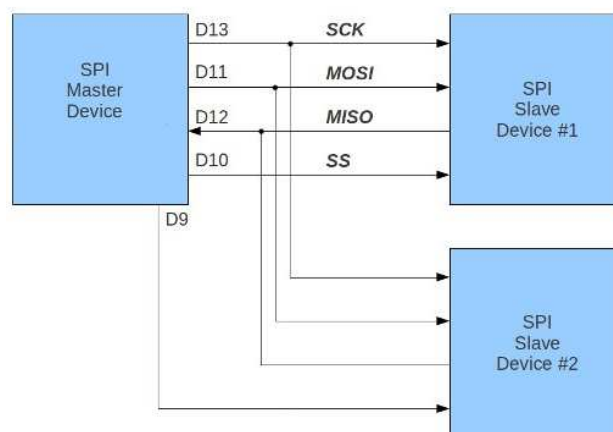 D13
SCK
SPI
Master
Device
D11
MOSI
SPI
Slave
Device #1
D12
MISO
D10
SS
D9
SPI
Slave
Device #2